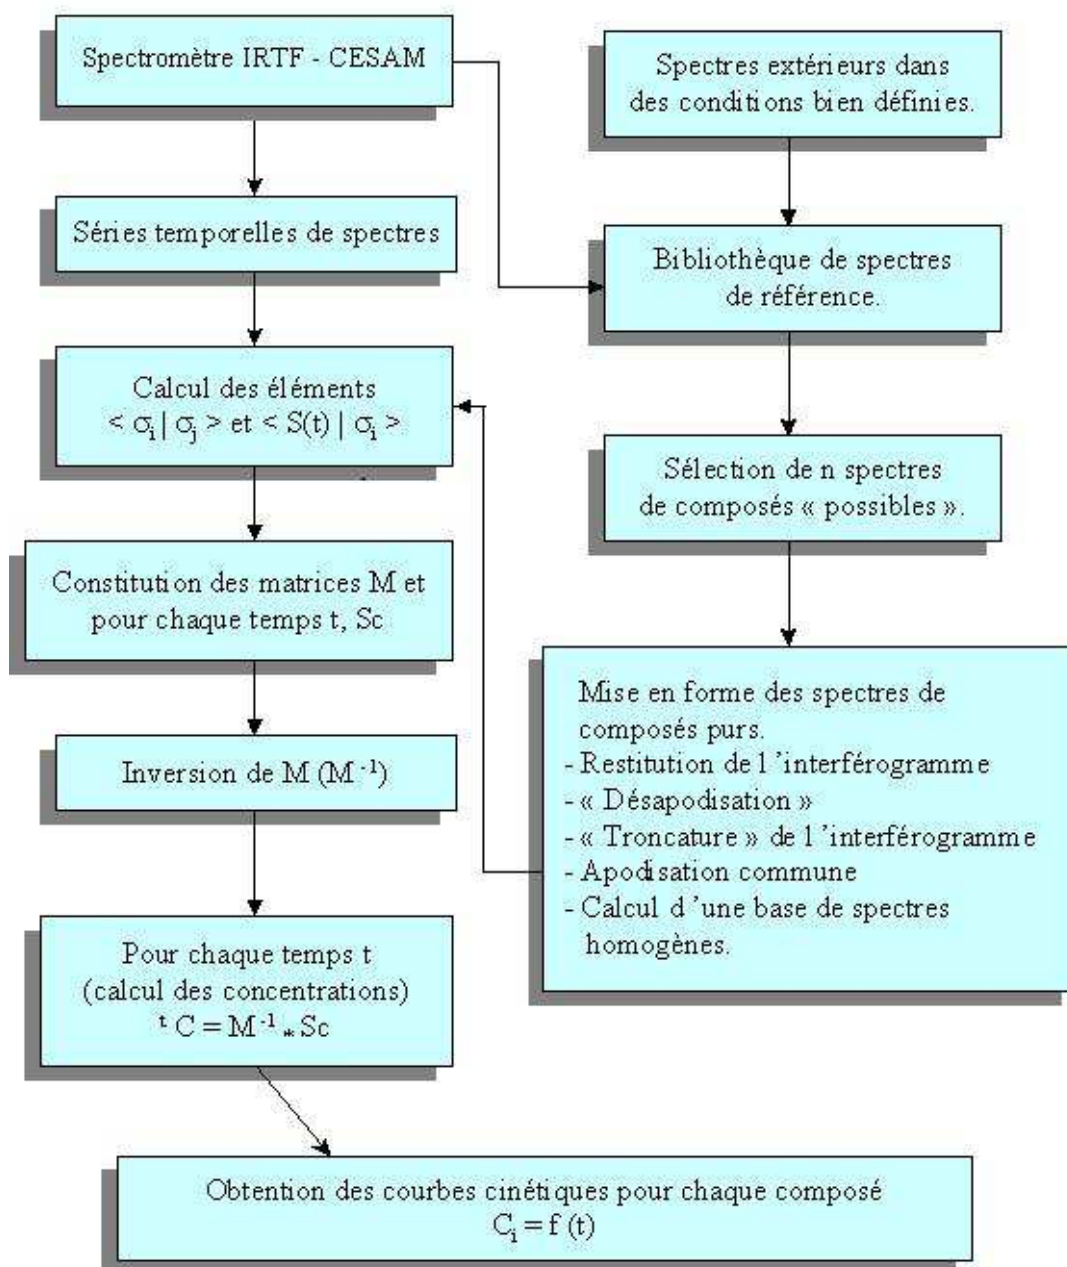 Spectromètre IRTF - CESAM
Séries temporelles de spectres
Calcul des éléments
< σi | σj > et < S(t) | σi >
Constitution des matrices M et
pour chaque temps t, Sc
Inversion de M (M -1)
Pour chaque temps t
(calcul des concentrations)
t C = M -1 * Sc
Spectres extérieurs dans
des conditions bien définies.
Bibliothèque de spectres
de référence.
Sélection de n spectres
de composés « possibles ».
Mise en forme des spectres de
composés purs.
- Restitution de l ’interférogramme
- « Désapodisation »
- « Troncature » de l ’interférogramme
- Apodisation commune
- Calcul d ’une base de spectres
homogènes.
Obtention des courbes cinétiques pour chaque composé
Ci = f (t)